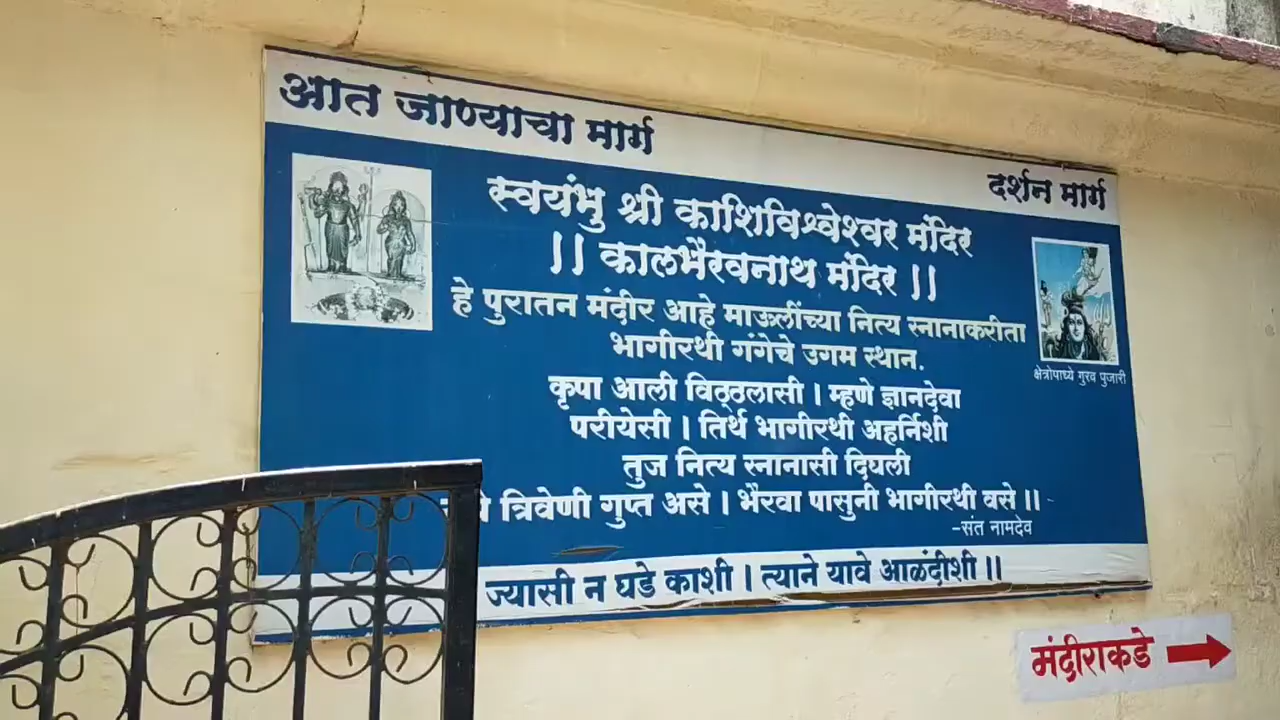 आत जाण्याचा मार्ग
दर्शन मार्ग
स्वयंभु श्री काशिविश्वेश्वर मंदिर
।। कालभैरवनाथ मंदिर ।।
हे पुरातन मंदीर आहे माऊलींच्या नित्य स्नानाकरीता
भागीरथी गंगेचे उगम स्थान.
क्षेत्रोपाध्ये गुरव पुजारी
कृपा आली विठ्ठलासी । म्हणे ज्ञानदेवा
परीयेसी । तिर्थ भागीरथी अहर्निशी
तुज नित्य स्नानासी दिघली
त्रिवेणी गुप्त असे । भैरवा पासुनी भागीरथी वसे ।।
-संत नामदेव
ज्यासी न घडे काशी । त्याने यावे आळंदीशी ।।
मंदीराकडे